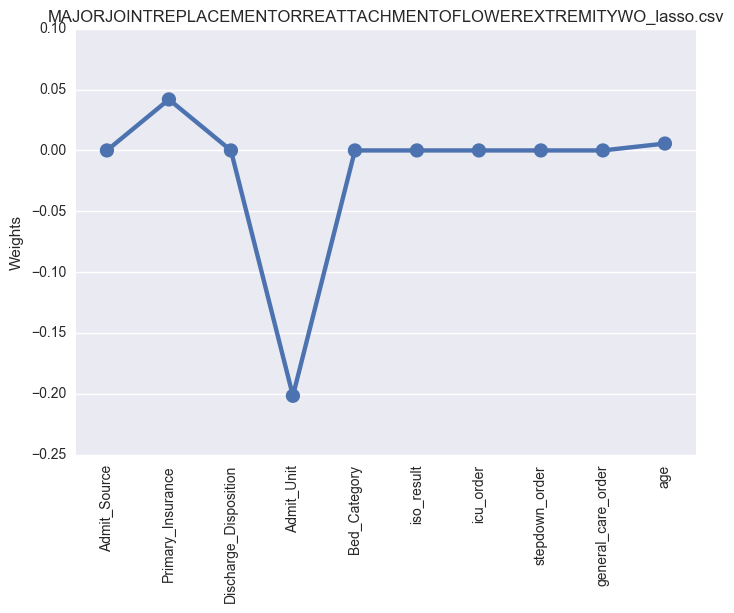 MAJORJOINTREPLACEMENTORREATTACHMENTOFLOWEREXTREMITYWO_lasso.csv
0.10
0.05
0.00
−0.05
−0.10
−0.15
−0.20
−0.25
Weights
Admit_Source
Primary_Insurance
Discharge_Disposition
Admit_Unit
Bed_Category
iso_result
icu_order
stepdown_order
general_care_order
age